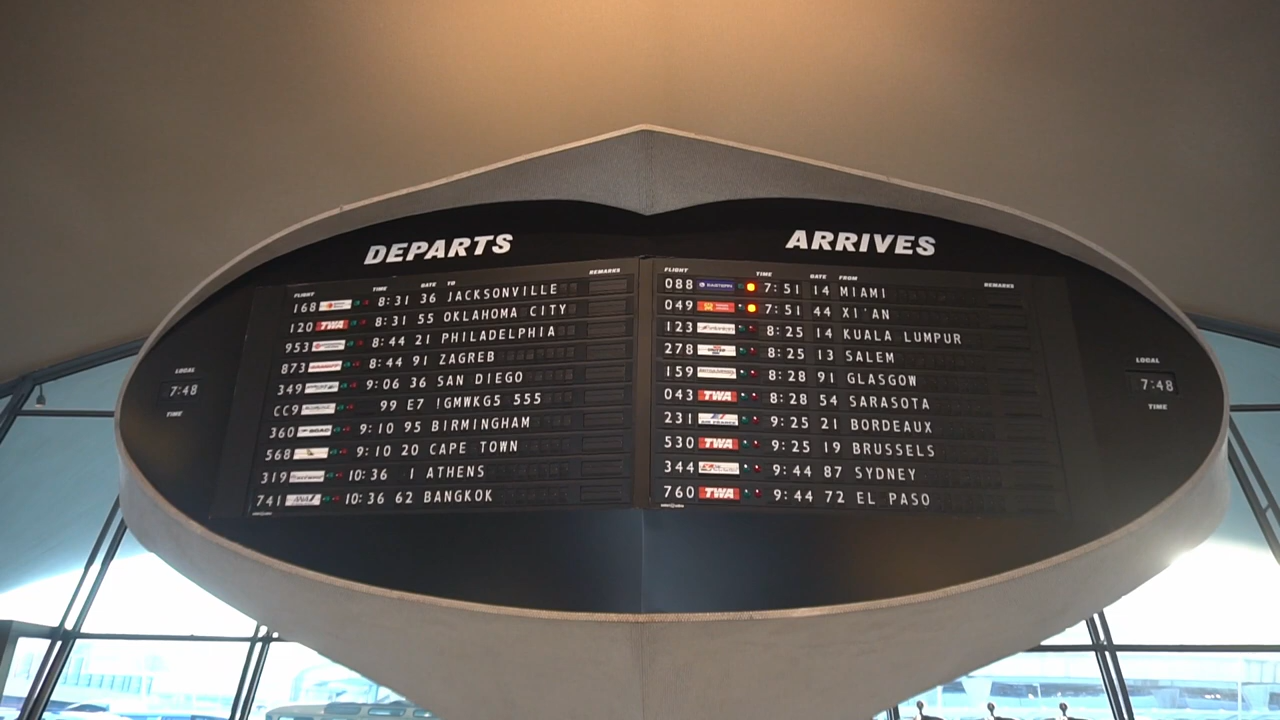 DEPARTS
FLIGHT TIME DATE TO REMARKS
168 8:31 36 JACKSONVILLE
120 TWA 8:31 55 OKLAHOMA CITY
953 8:44 21 PHILADELPHIA
873 8:44 91 ZAGREB
349 9:06 36 SAN DIEGO
CC9 99 E7 !GMWKG5 555
360 9:10 95 BIRMINGHAM
568 9:10 20 CAPE TOWN
319 10:36 1 ATHENS
741 ANA 10:36 62 BANGKOK
LOCAL
7:48
TIME
ARRIVES
FLIGHT TIME DATE FROM REMARKS
088 EASTERN 7:51 14 MIAMI
049 7:51 44 XI'AN
123 8:25 14 KUALA LUMPUR
278 8:25 13 SALEM
159 8:28 91 GLASGOW
043 TWA 8:28 54 SARASOTA
231 AIR FRANCE 9:25 21 BORDEAUX
530 TWA 9:25 19 BRUSSELS
344 9:44 87 SYDNEY
760 TWA 9:44 72 EL PASO
LOCAL
7:48
TIME